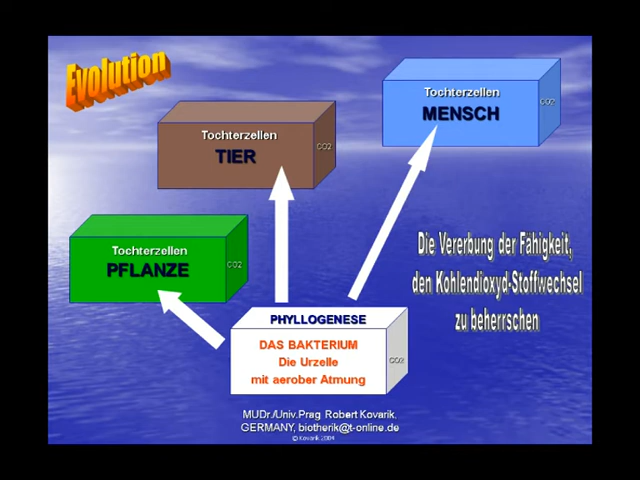 Evolution
Tochterzellen
MENSCH
CO2
Tochterzellen
TIER
CO2
Tochterzellen
PFLANZE
CO2
Die Vererbung der Fähigkeit,
den Kohlendioxyd-Stoffwechsel
zu beherrschen
PHYLLOGENESE
DAS BAKTERIUM
Die Urzelle
mit aerober Atmung
CO2
MUDr./Univ.Prag Robert Kovarik,
GERMANY, biotherik@t-online.de
© Kovarik 2004